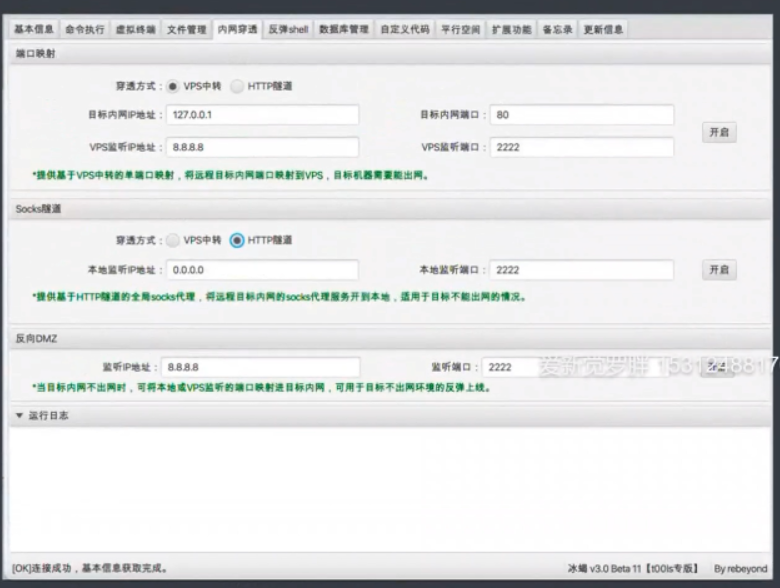 基本信息 命令执行 虚拟终端 文件管理 内网穿透 反弹shell 数据库管理 自定义代码 平行空间 扩展功能 备忘录 更新信息
端口映射
穿透方式： VPS中转 HTTP隧道
目标内网IP地址： 127.0.0.1 目标内网端口： 80
开启
VPS监听IP地址： 8.8.8.8 VPS监听端口： 2222
*提供基于VPS中转的单端口映射，将远程目标内网端口映射到VPS，目标机器需要能出网。
Socks隧道
穿透方式： VPS中转 HTTP隧道
本地监听IP地址： 0.0.0.0 本地监听端口： 2222 开启
*提供基于HTTP隧道的全局socks代理，将远程目标内网的socks代理服务开到本地，适用于目标不能出网的情况。
反向DMZ
监听IP地址： 8.8.8.8 监听端口： 2222
爱新觉罗胖
*当目标内网不出网时，可将本地或VPS监听的端口映射进目标内网，可用于目标不出网环境的反弹上线。
▼ 运行日志
[OK]连接成功，基本信息获取完成。 冰蝎 v3.0 Beta 11【t00ls专版】 By rebeyond